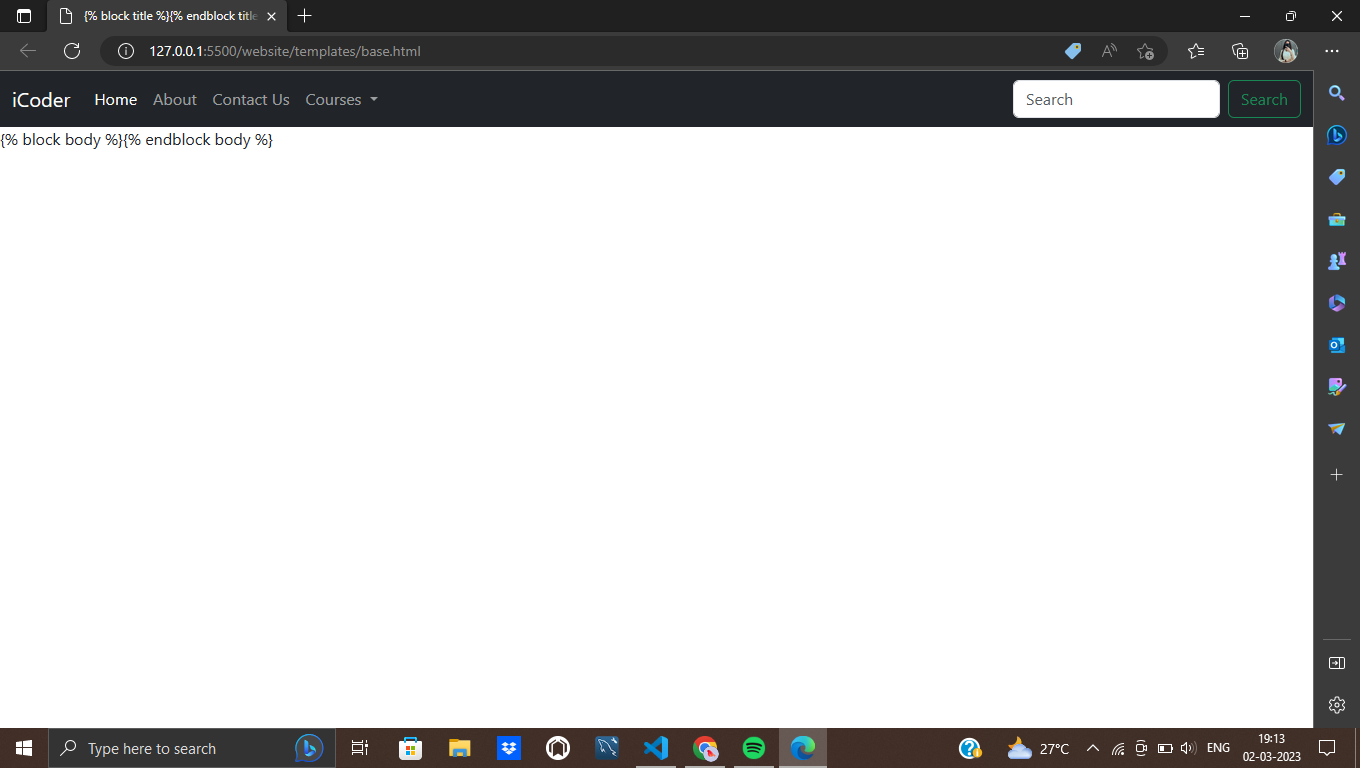 {% block title %}{% endblock title
127.0.0.1:5500/website/templates/base.html
iCoder Home About Contact Us Courses Search Search
{% block body %}{% endblock body %}
Type here to search 27°C ENG 19:13
02-03-2023